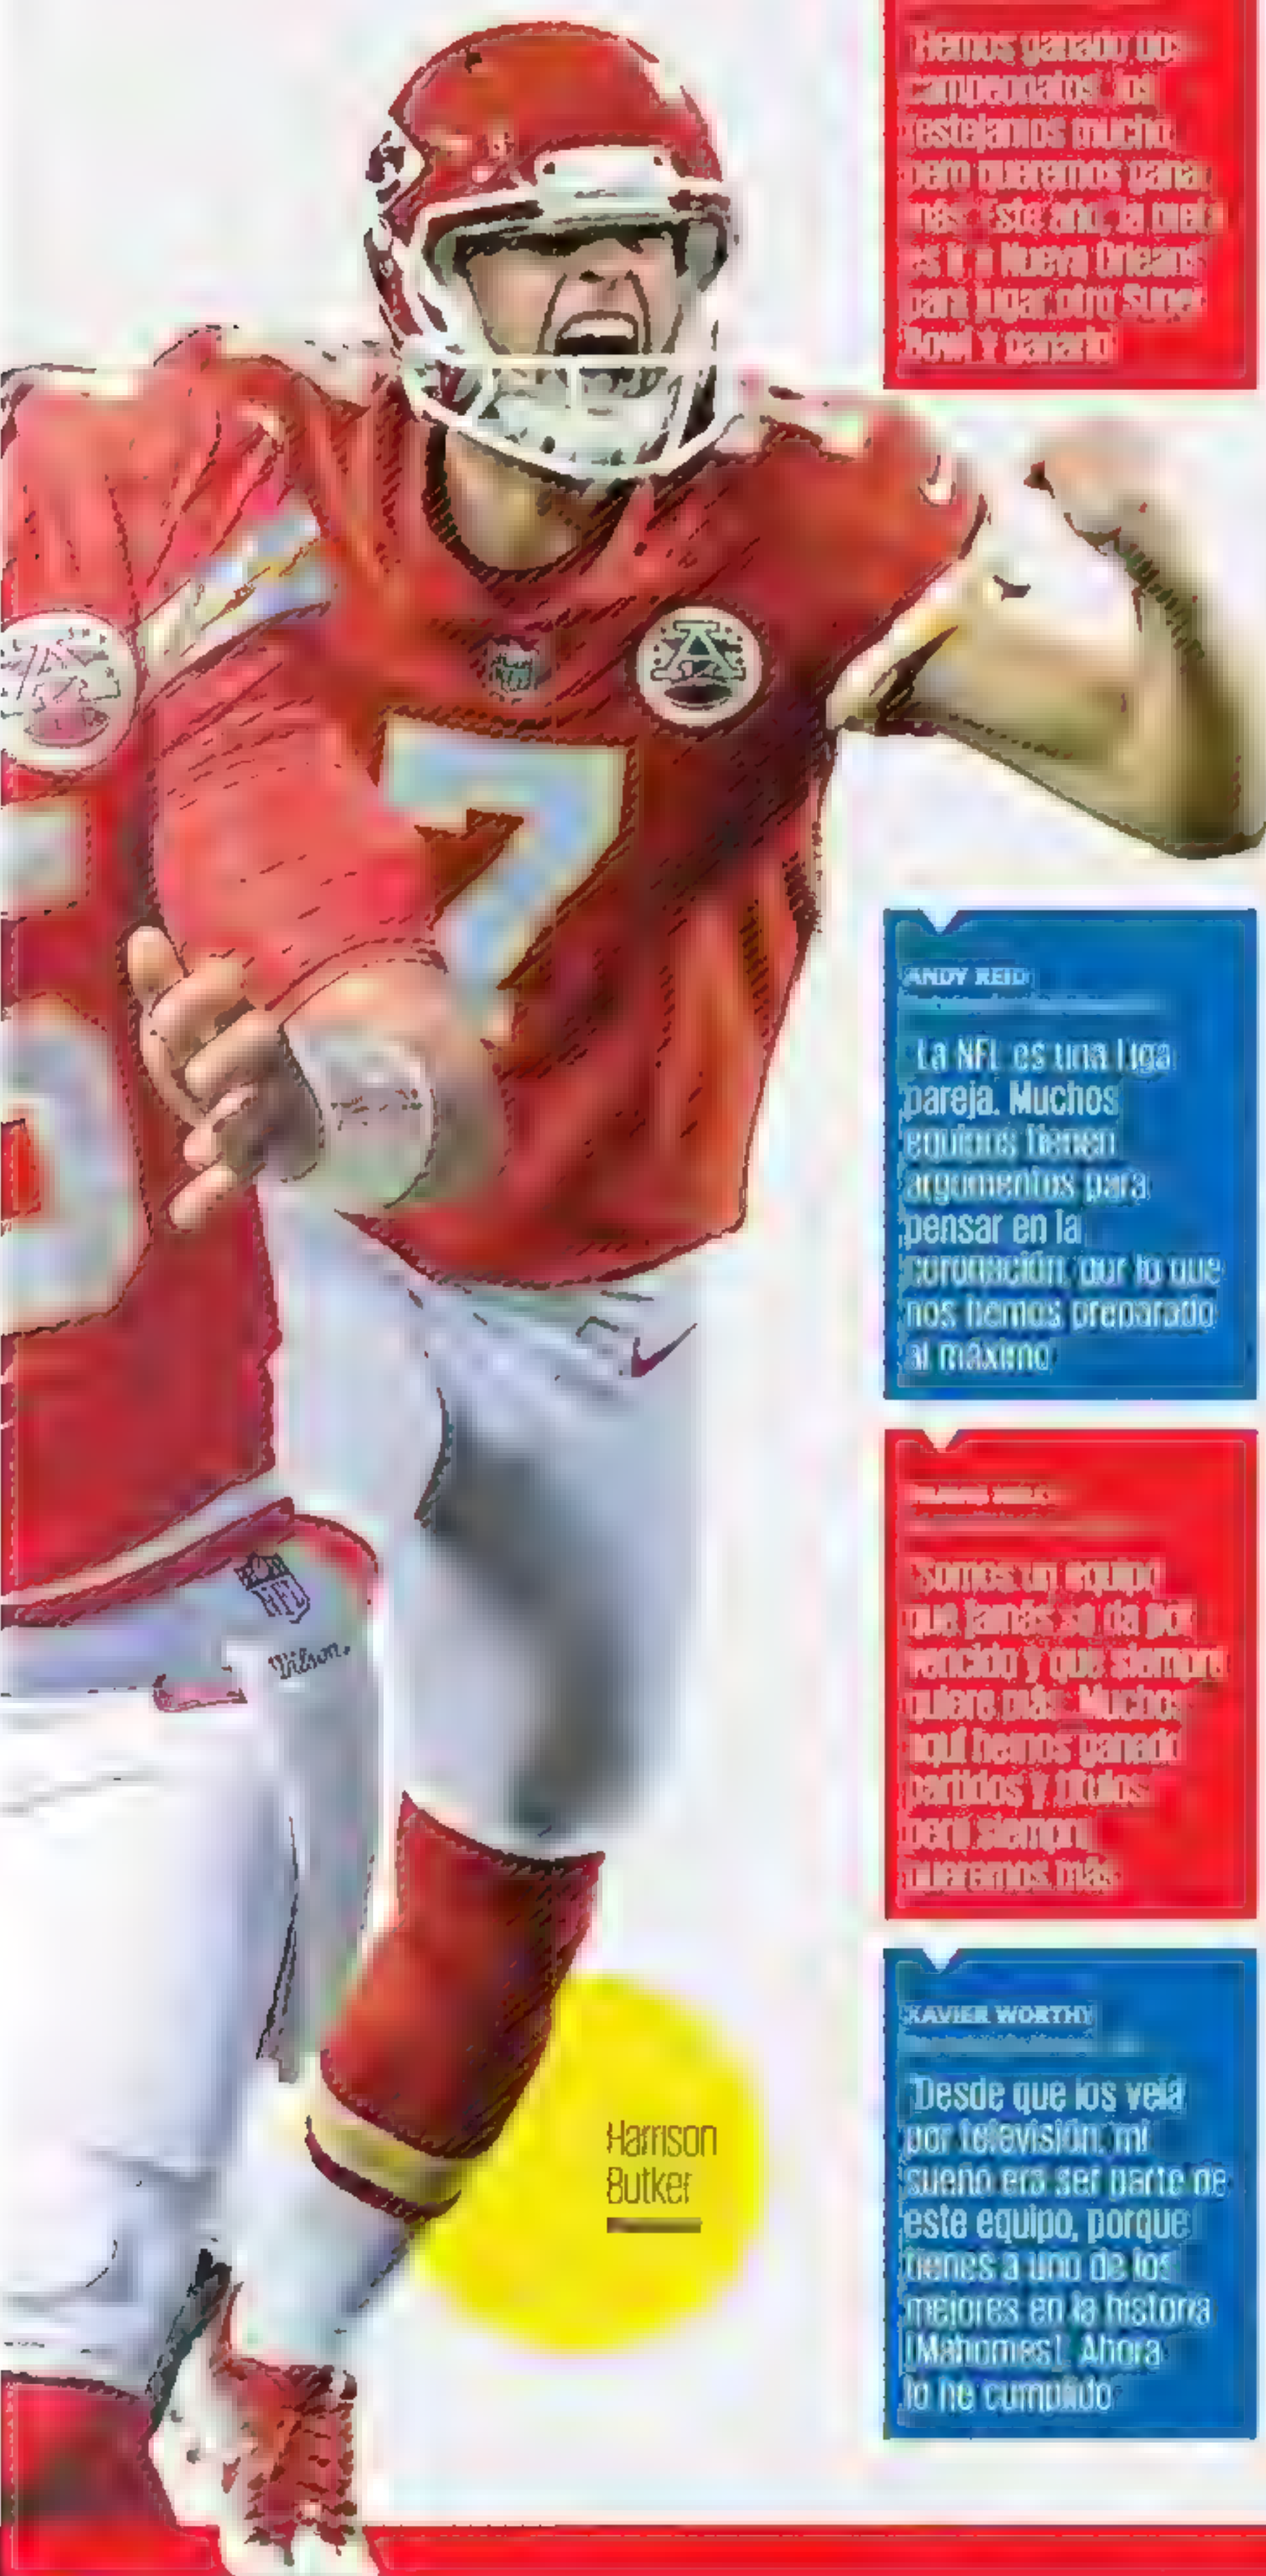 Hemos ganado dos
campeonatos, los
festejamos mucho,
pero queremos ganar
más. Este año, la meta
es ir a Nueva Orleans
para jugar otro Super
Bowl y ganarlo
7
ANDY REID
La NFL es una Liga
pareja. Muchos
equipos tienen
argumentos para
pensar en la
coronación, por lo que
nos hemos preparado
al máximo
Somos un equipo
que jamás se da por
vencido y que siempre
quiere más. Muchos
aquí hemos ganado
partidos y títulos,
pero siempre
queremos más
NFL
Wilson
XAVIER WORTHY
Desde que los veía
por televisión, mi
sueño era ser parte de
este equipo, porque
tienes a uno de los
mejores en la historia
(Mahomes). Ahora
lo he cumplido
Harrison
Butker